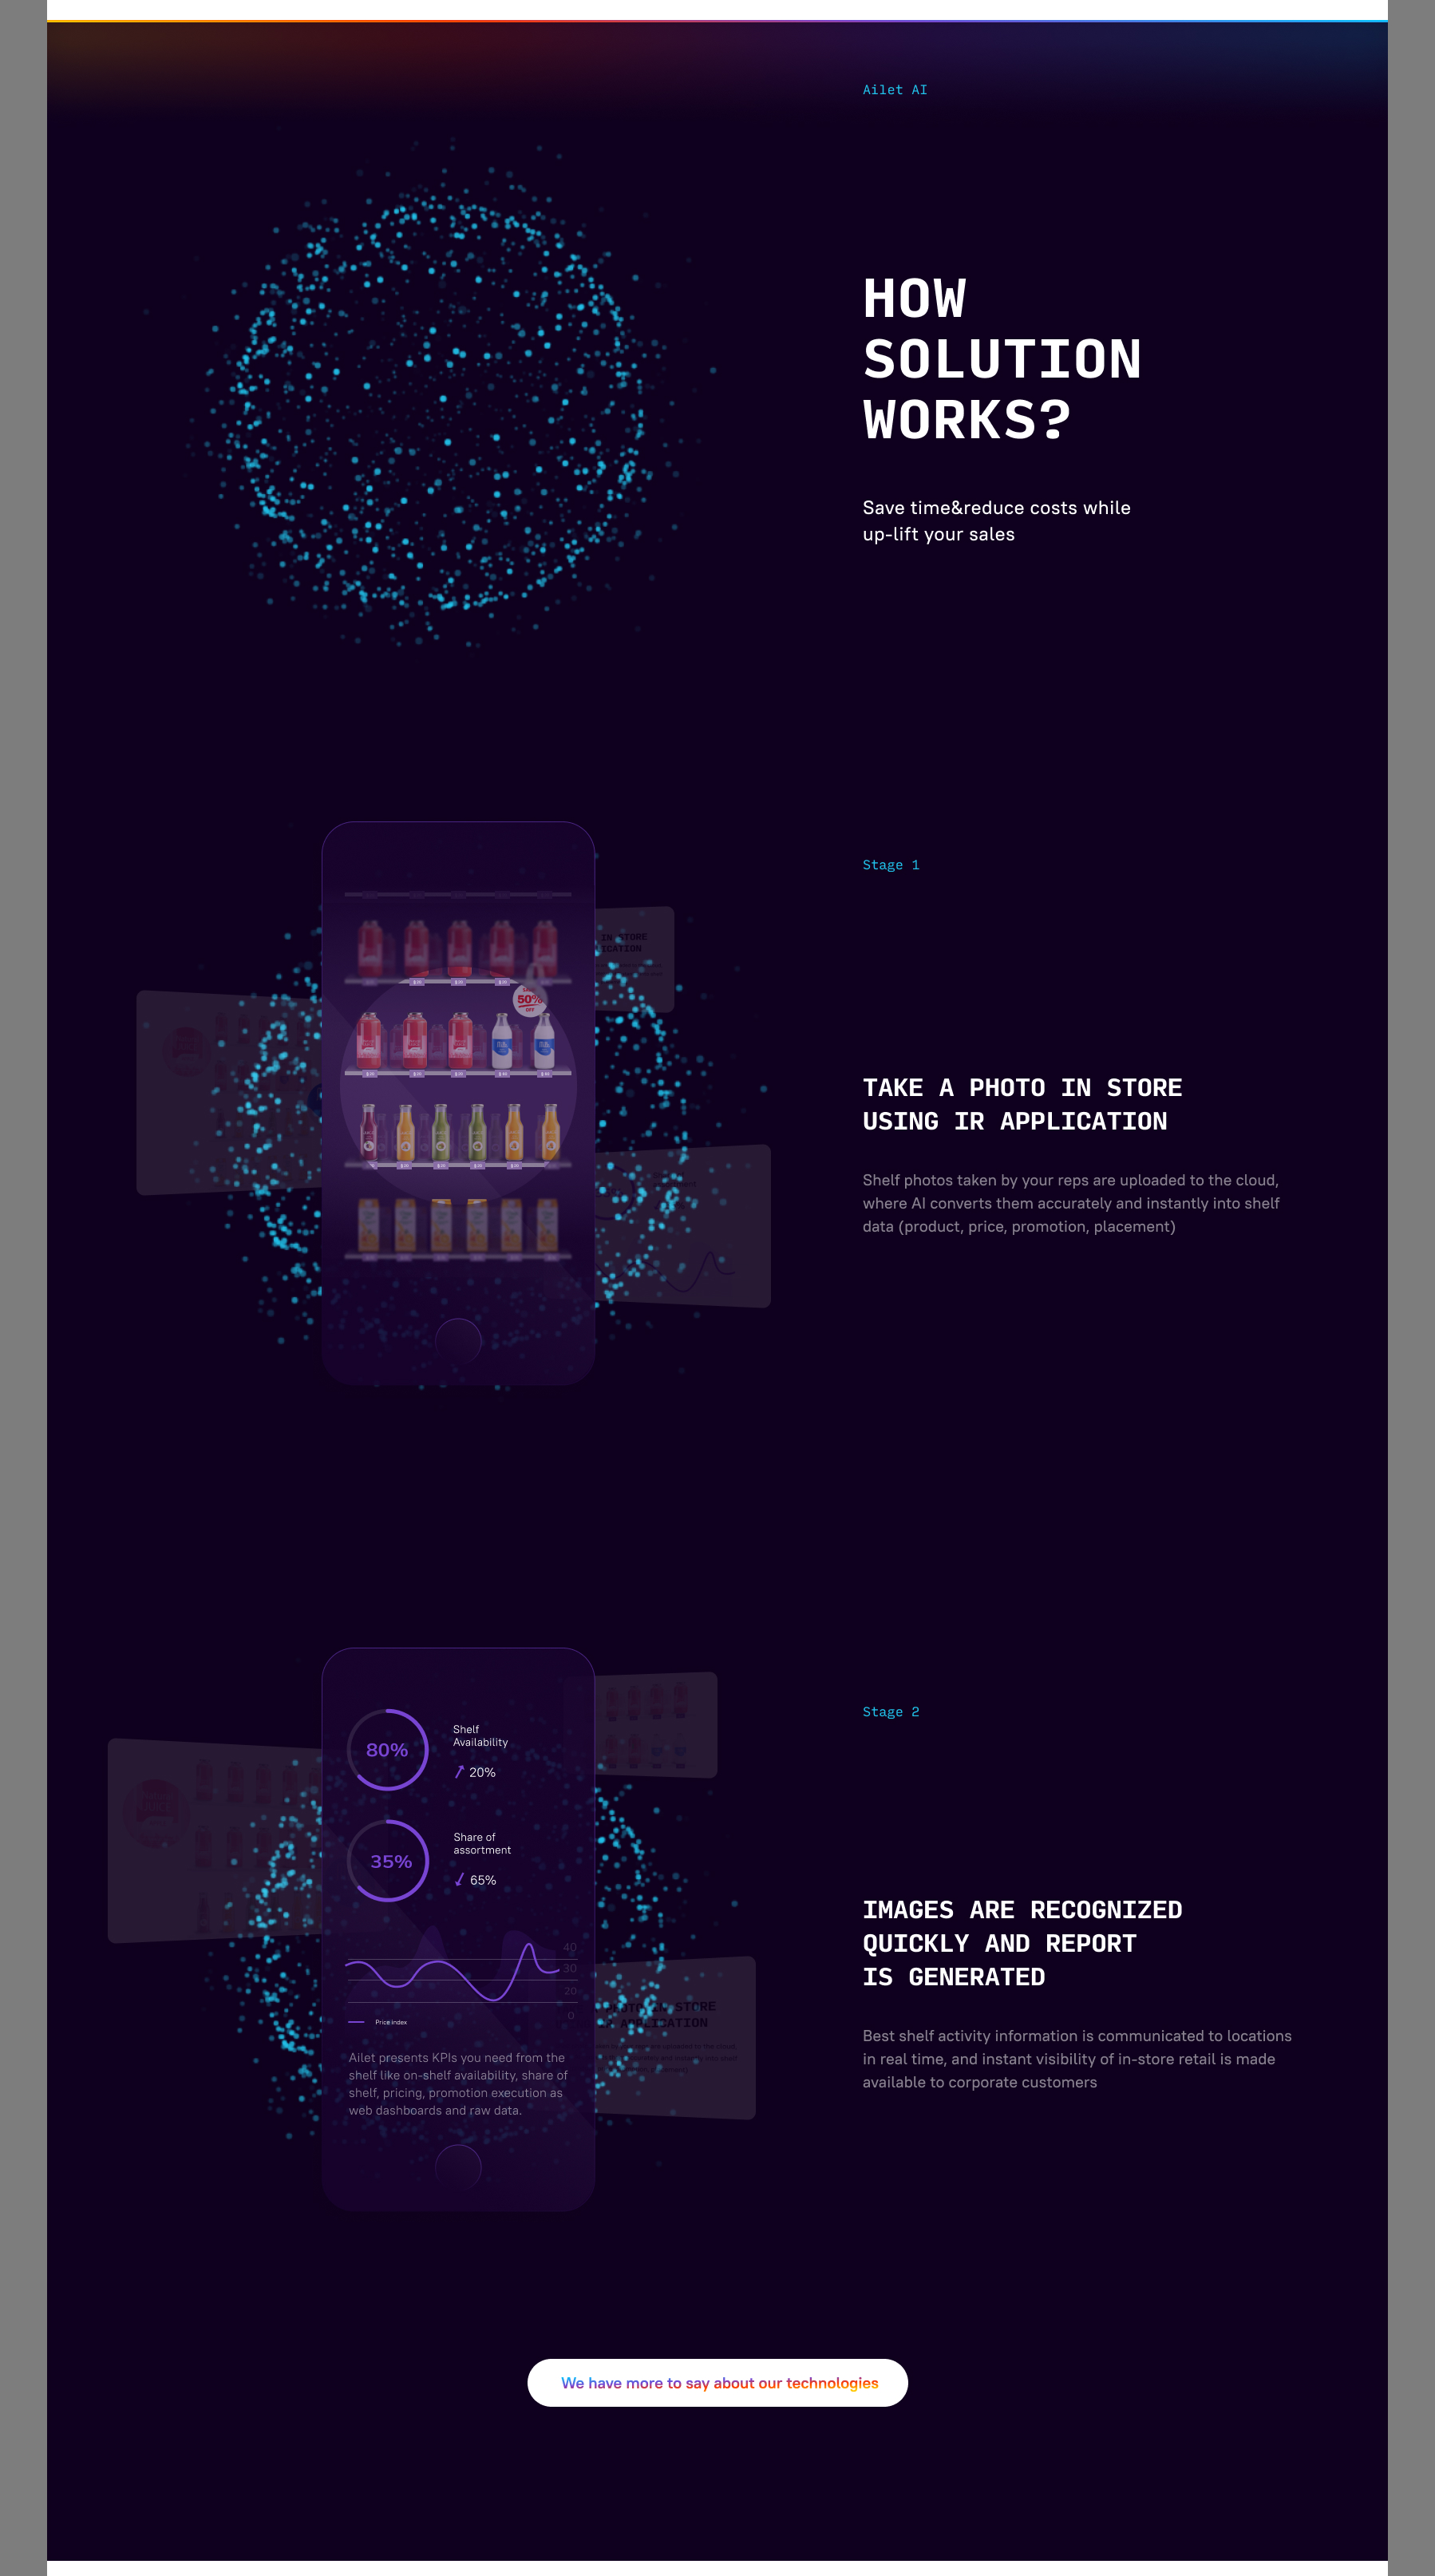 Ailet AI
HOW
SOLUTION
WORKS?
Save time&reduce costs while
up-lift your sales
Stage 1
IN STORE
ICATION
50%
OFF
TAKE A PHOTO IN STORE
USING IR APPLICATION
Shelf photos taken by your reps are uploaded to the cloud,
where AI converts them accurately and instantly into shelf
data (product, price, promotion, placement)
Stage 2
80%
Shelf
Availability
20%
35%
Share of
assortment
65%
40
30
20
0
Price index
STORE
APPLICATION
Ailet presents KPIs you need from the
shelf like on-shelf availability, share of
shelf, pricing, promotion execution as
web dashboards and raw data.
IMAGES ARE RECOGNIZED
QUICKLY AND REPORT
IS GENERATED
Best shelf activity information is communicated to locations
in real time, and instant visibility of in-store retail is made
available to corporate customers
We have more to say about our technologies